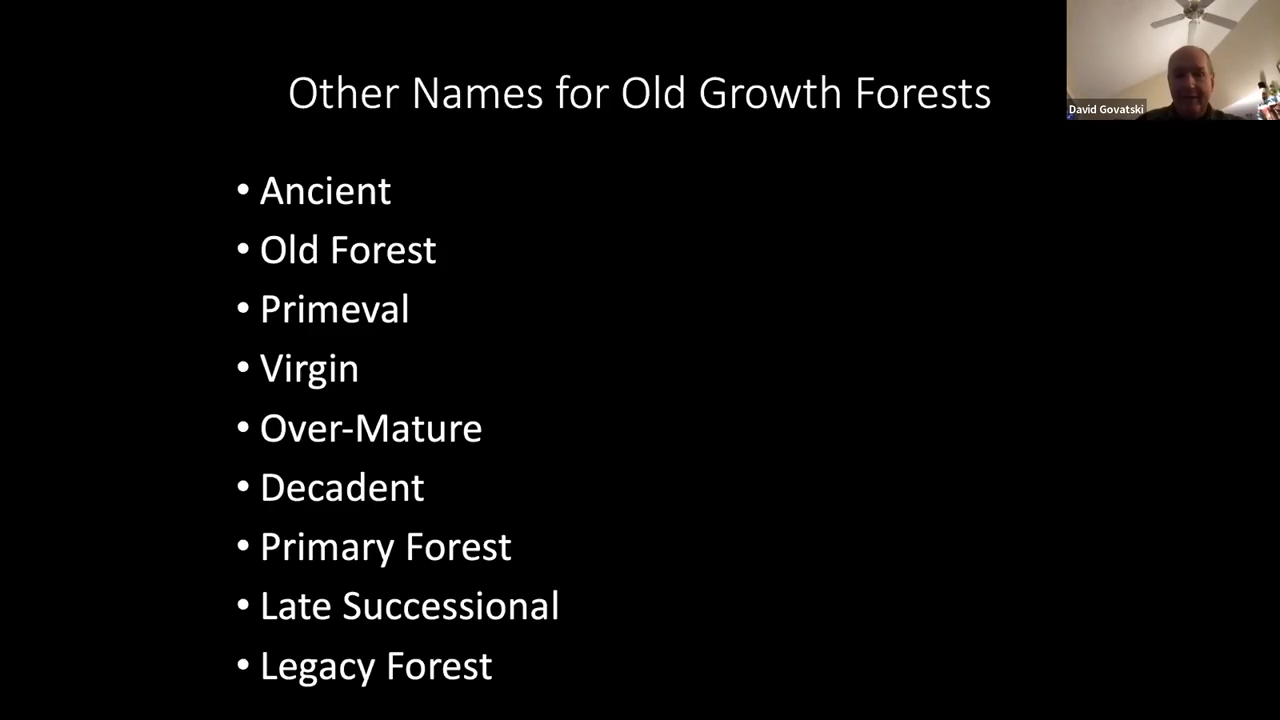 Other Names for Old Growth Forests
David Govatski
• Ancient
• Old Forest
• Primeval
• Virgin
• Over-Mature
• Decadent
• Primary Forest
• Late Successional
• Legacy Forest